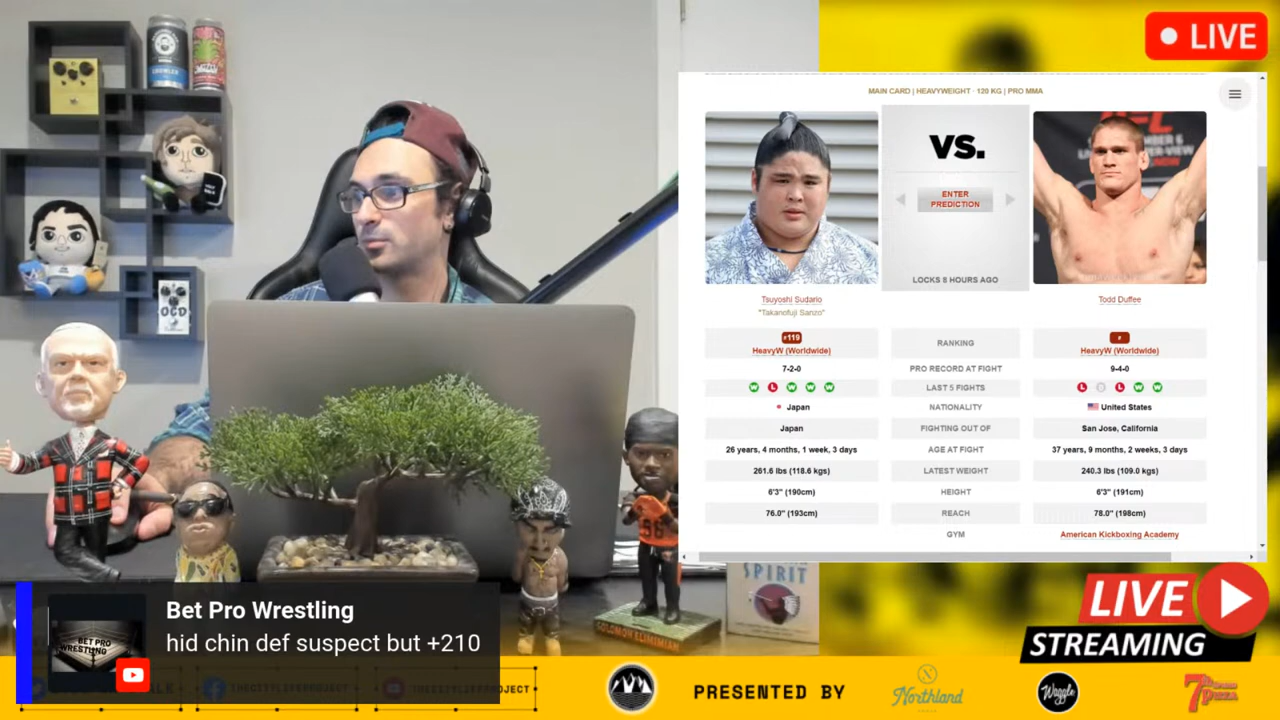 LIVE
MAIN CARD | HEAVYWEIGHT · 120 KG | PRO MMA
VS.
ENTER
PREDICTION
LOCKS 8 HOURS AGO
Tsuyoshi Sudario
"Takanofuji Sanzo"
Todd Duffee
#119
HeavyW (Worldwide)
RANKING
#
HeavyW (Worldwide)
7-2-0
PRO RECORD AT FIGHT
9-4-0
W L W W W
LAST 5 FIGHTS
L D L W W
Japan
NATIONALITY
United States
Japan
FIGHTING OUT OF
San Jose, California
26 years, 4 months, 1 week, 3 days
AGE AT FIGHT
37 years, 9 months, 2 weeks, 3 days
261.6 lbs (118.6 kgs)
LATEST WEIGHT
240.3 lbs (109.0 kgs)
6'3" (190cm)
HEIGHT
6'3" (191cm)
76.0" (193cm)
REACH
78.0" (198cm)
GYM
American Kickboxing Academy
OCD
SPIRIT
SOLOMON ELIMIMIAN
Bet Pro Wrestling
hid chin def suspect but +210
BET PRO
WRESTLING
LIVE
STREAMING
THECITYLIFEPROJECT
THECITYLIFEPROJECT
PRESENTED BY
Northland
Waggle